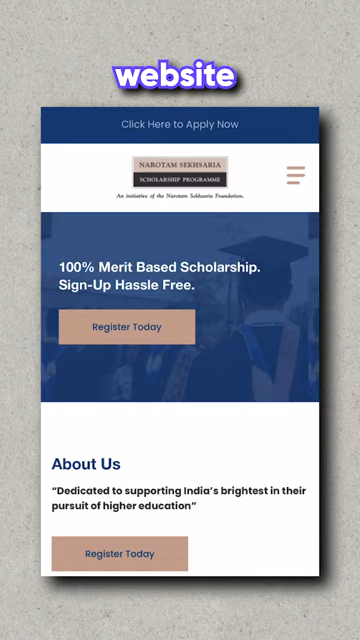 website
Click Here to Apply Now
NAROTAM SEKHSARIA
SCHOLARSHIP PROGRAMME
An initiative of the Narotam Sekhsaria Foundation.
100% Merit Based Scholarship.
Sign-Up Hassle Free.
Register Today
About Us
“Dedicated to supporting India’s brightest in their
pursuit of higher education”
Register Today